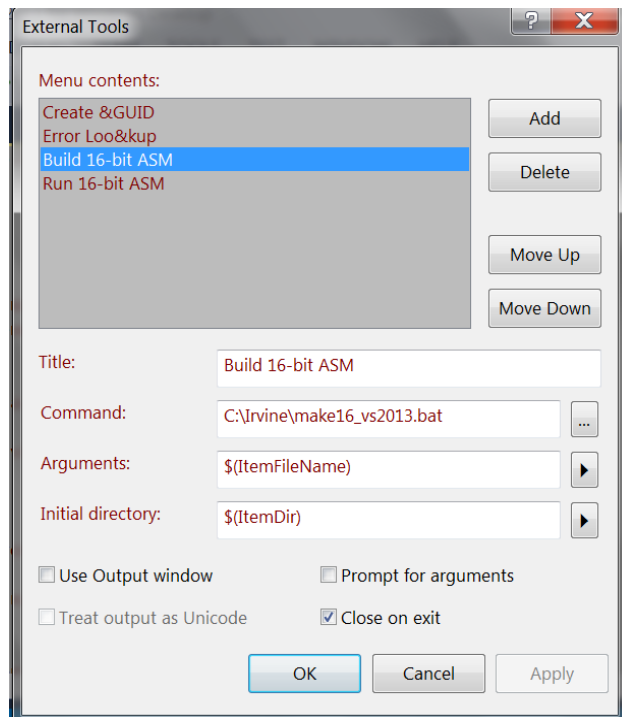 External Tools
Menu contents:
Create &GUID
Error Loo&kup
Build 16-bit ASM
Run 16-bit ASM
Add
Delete
Move Up
Move Down
Title:
Build 16-bit ASM
Command:
C:\Irvine\make16_vs2013.bat
...
Arguments:
$(ItemFileName)
Initial directory:
$(ItemDir)
Use Output window
Prompt for arguments
Treat output as Unicode
Close on exit
OK
Cancel
Apply